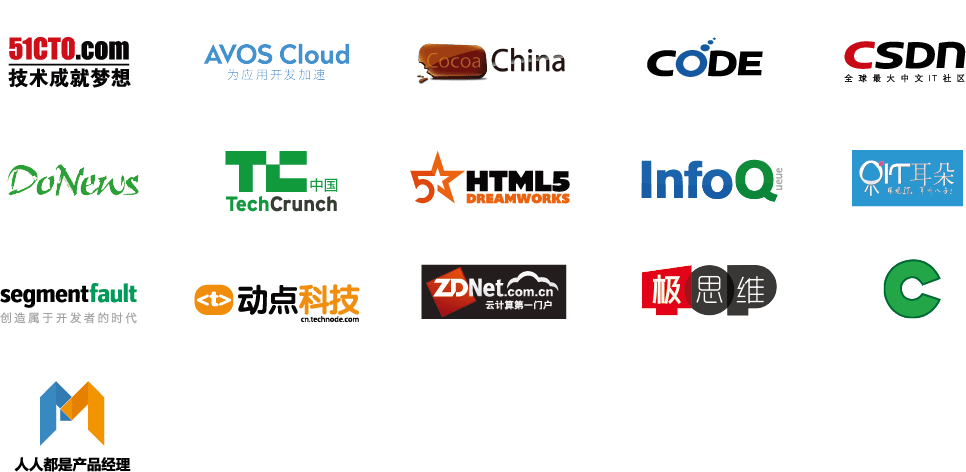 51CTO.com
技术成就梦想
AVOS Cloud
为应用开发加速
Cocoa China
CODE
CSDN
全球最大中文IT社区
DoNews
TC 中国
TechCrunch
5 HTML5
DREAMWORKS
InfoQ ueue
IT耳朵
segmentfault
创造属于开发者的时代
动点科技
cn.technode.com
ZDNet.com.cn
云计算第一门户
极思维
C
人人都是产品经理